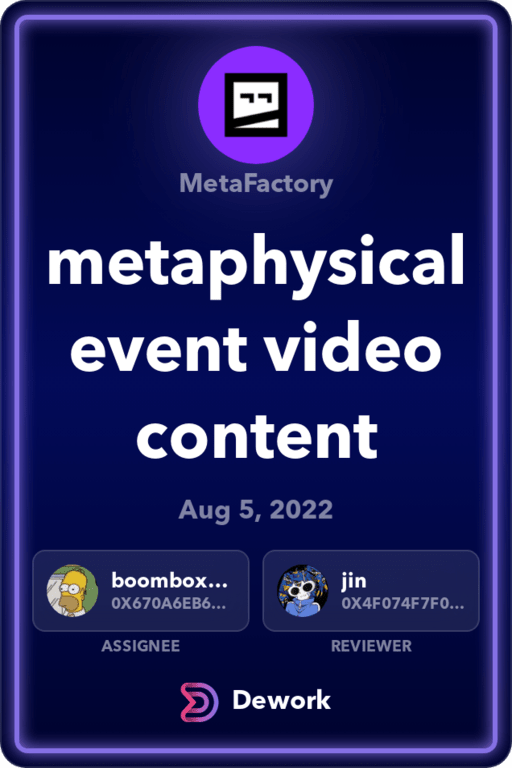 MetaFactory
metaphysical
event video
content
Aug 5, 2022
boombox...
0X670A6EB6...
ASSIGNEE
jin
0X4F074F7F0...
REVIEWER
Dework